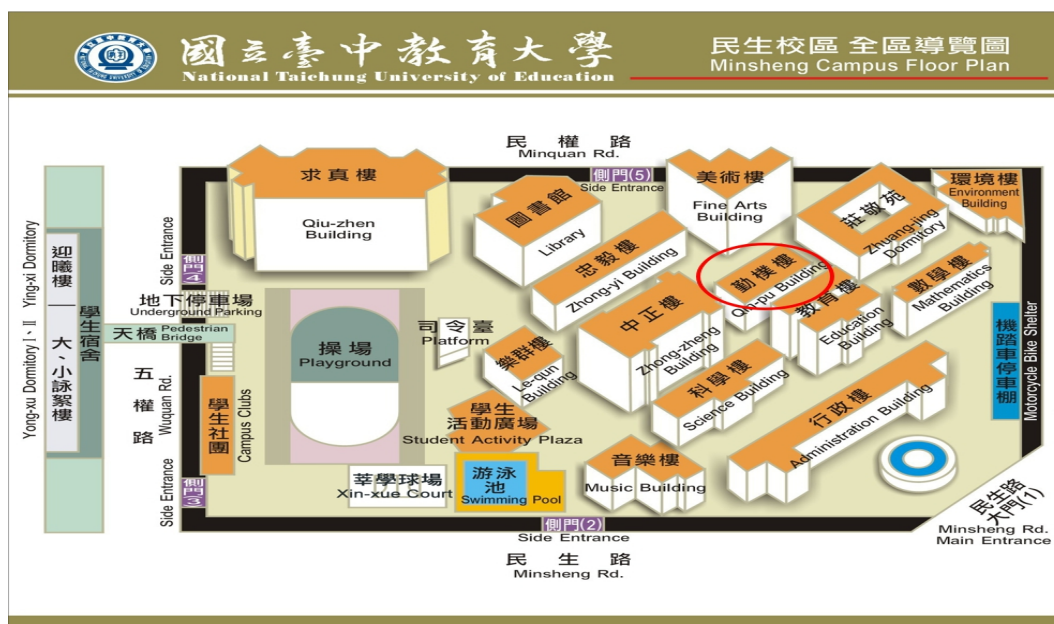 國立臺中教育大學
National Taichung University of Education
民生校區 全區導覽圖
Minsheng Campus Floor Plan
民權路
Minquan Rd.
側門(5)
Side Entrance
求真樓
Qiu-zhen
Building
圖書館
Library
忠毅樓
Zhong-yi Building
美術樓
Fine Arts
Building
莊敬苑
Zhuang-jing
Dormitory
環境樓
Environment
Building
勤樸樓
Qin-pu Building
教育樓
Education
Building
數學樓
Mathematics
Building
中正樓
Zhong-zheng
Building
科學樓
Science Building
行政樓
Administration Building
機踏車停車棚
Motorcycle Bike Shelter
迎曦樓
大、小詠絮樓
Yong-xu Dormitory I、II Ying-xi Dormitory
學生宿舍
側門4
Side Entrance
地下停車場
Underground Parking
天橋
Pedestrian
Bridge
五權路
Wuquan Rd.
學生社團
Campus Clubs
側門3
Side Entrance
操場
Playground
司令臺
Platform
樂群樓
Le-qun
Building
學生
活動廣場
Student Activity Plaza
莘學球場
Xin-xue Court
游泳
池
Swimming Pool
音樂樓
Music Building
側門(2)
Side Entrance
民生路
Minsheng Rd.
民生路
大門(1)
Minsheng Rd.
Main Entrance